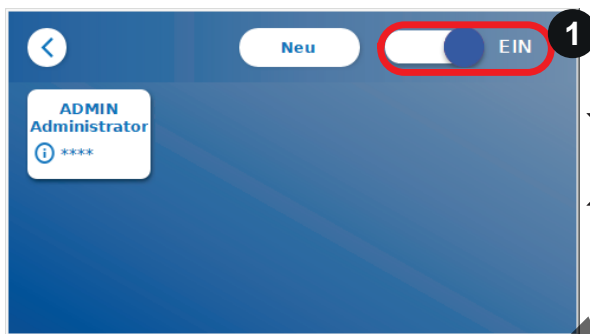 Neu
EIN
1
ADMIN
Administrator
i ****